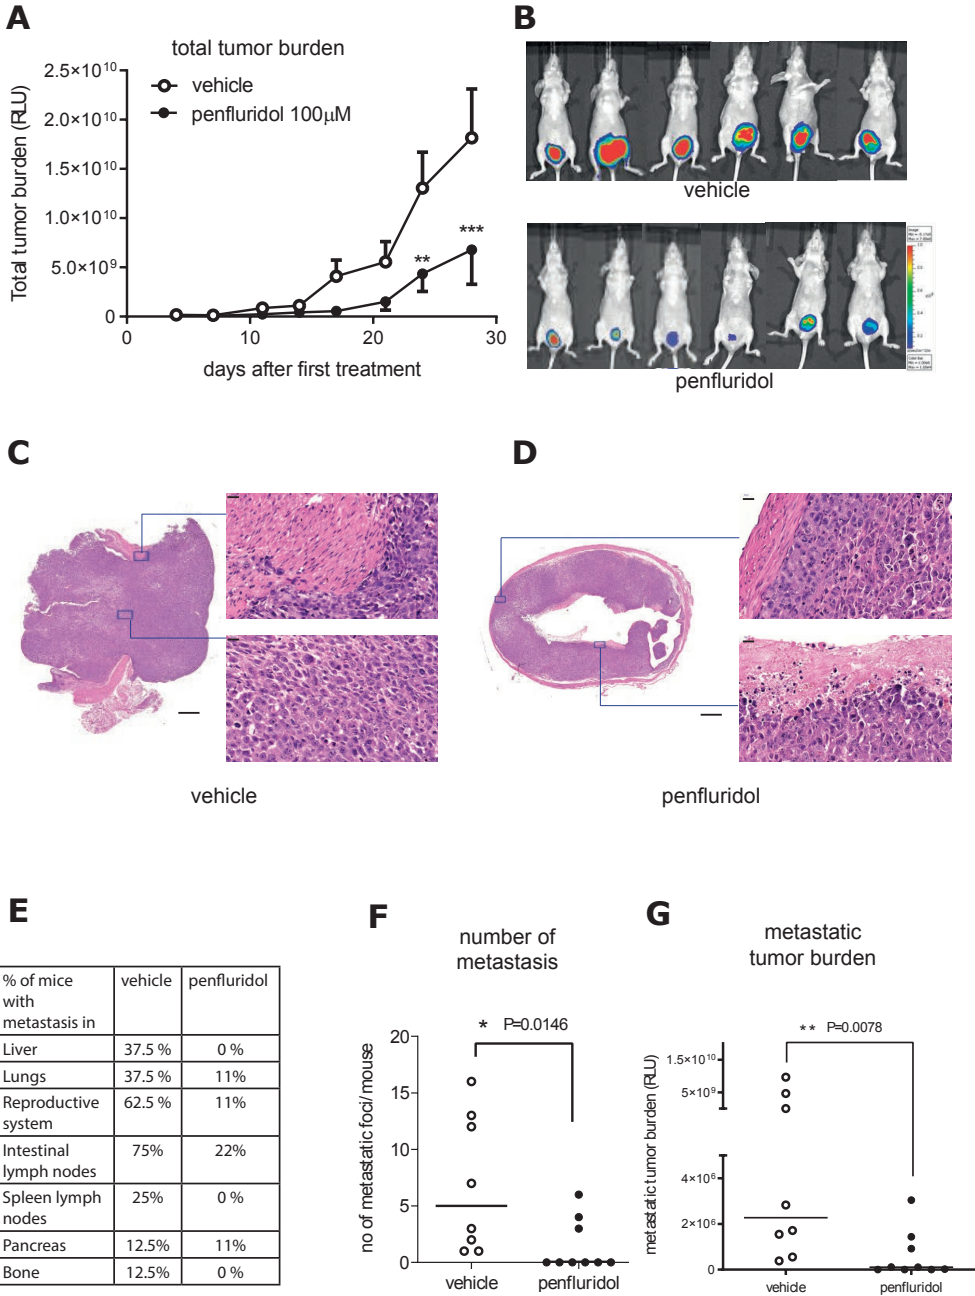 A
total tumor burden
Total tumor burden (RLU)
2.5×10¹⁰
2.0×10¹⁰
1.5×10¹⁰
1.0×10¹⁰
5.0×10⁹
0
vehicle
penfluridol 100μM
**
***
0
10
20
30
days after first treatment
B
vehicle
penfluridol
Image
C
vehicle
D
penfluridol
E
% of mice with metastasis in | vehicle | penfluridol
Liver | 37.5 % | 0 %
Lungs | 37.5 % | 11%
Reproductive system | 62.5 % | 11%
Intestinal lymph nodes | 75% | 22%
Spleen lymph nodes | 25% | 0 %
Pancreas | 12.5% | 11%
Bone | 12.5% | 0 %
F
number of
metastasis
* P=0.0146
no of metastatic foci/mouse
20
15
10
5
0
vehicle
penfluridol
G
metastatic
tumor burden
** P=0.0078
metastatic tumor burden (RLU)
1.5×10¹⁰
5×10⁹
4×10⁶
2×10⁶
0
vehicle
penfluridol